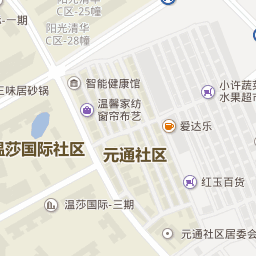 阳光清华
C区-25幢
一期
阳光清华
C区-28幢
智能健康馆
小许蔬菜
水果超市
三味居砂锅
温馨家纺
窗帘布艺
爱达乐
温莎国际社区
元通社区
红玉百货
温莎国际-三期
元通社区居委会